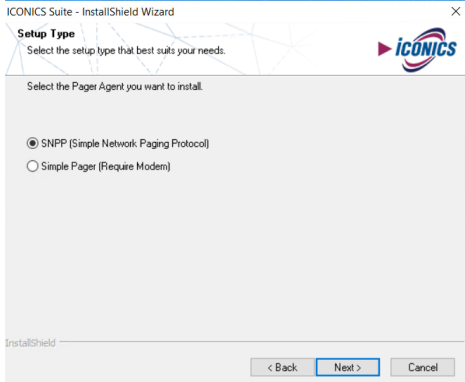 ICONICS Suite - InstallShield Wizard
Setup Type
Select the setup type that best suits your needs.
ICONICS
Select the Pager Agent you want to install.
SNPP (Simple Network Paging Protocol)
Simple Pager (Require Modem)
InstallShield
< Back
Next >
Cancel